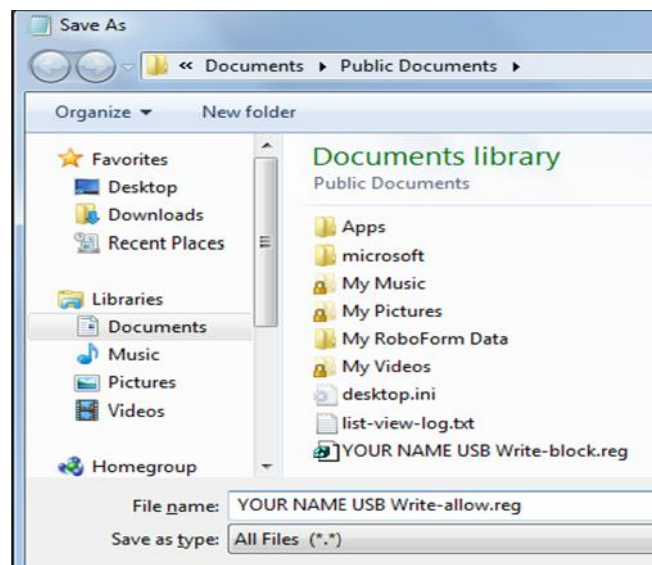 Save As
« Documents ▸ Public Documents ▸
Organize ▾ New folder
Favorites
Desktop
Downloads
Recent Places
Libraries
Documents
Music
Pictures
Videos
Homegroup
Documents library
Public Documents
Apps
microsoft
My Music
My Pictures
My RoboForm Data
My Videos
desktop.ini
list-view-log.txt
YOUR NAME USB Write-block.reg
File name: YOUR NAME USB Write-allow.reg
Save as type: All Files (*.*)